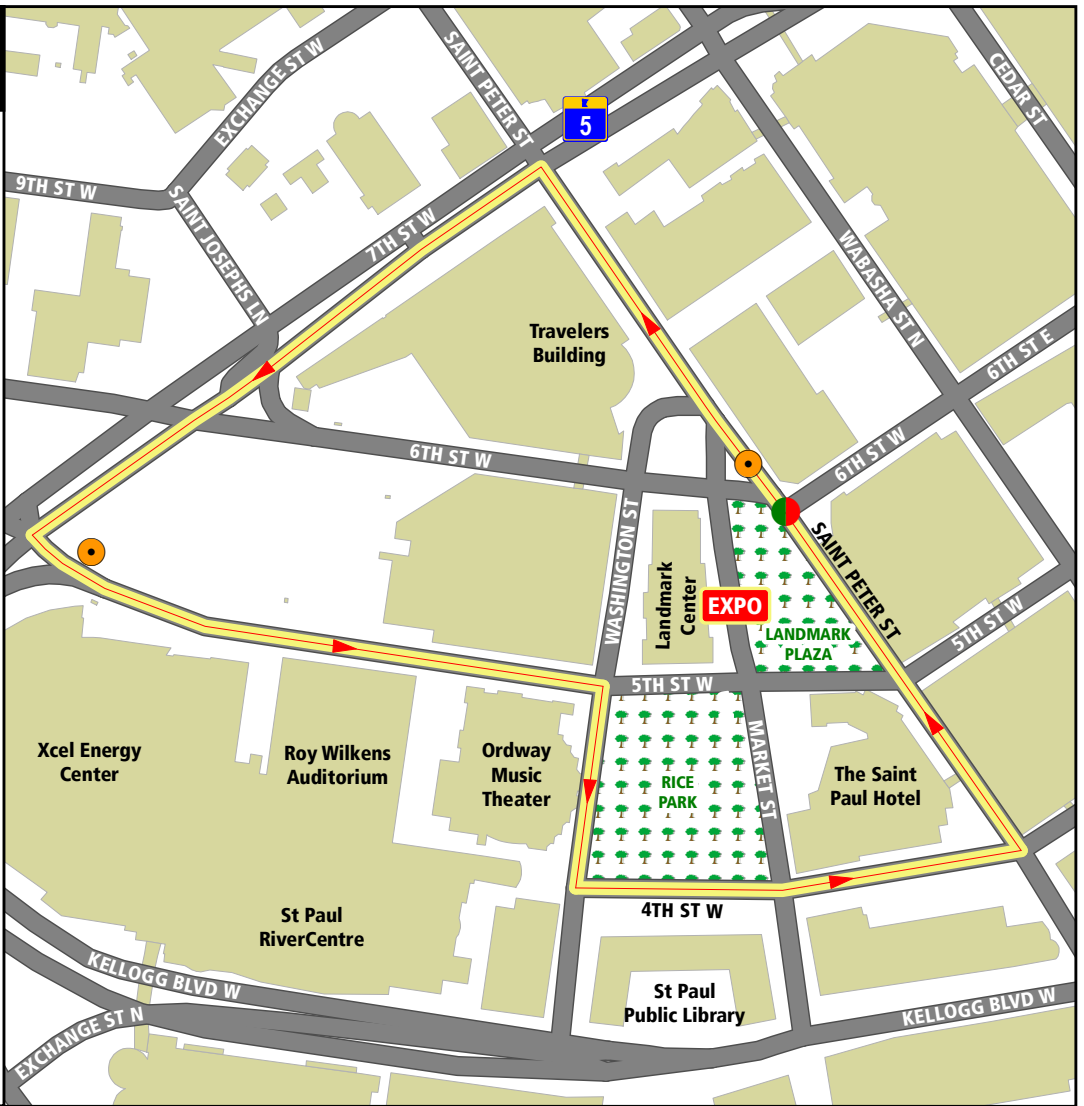 SAINT PETER ST
EXCHANGE ST W
CEDAR ST
5
9TH ST W
SAINT JOSEPHS LN
7TH ST W
WABASHA ST N
Travelers
Building
6TH ST E
6TH ST W
6TH ST W
WASHINGTON ST
Landmark
Center
EXPO
SAINT PETER ST
LANDMARK
PLAZA
5TH ST W
5TH ST W
Xcel Energy
Center
Roy Wilkens
Auditorium
Ordway
Music
Theater
RICE
PARK
MARKET ST
The Saint
Paul Hotel
4TH ST W
St Paul
RiverCentre
KELLOGG BLVD W
St Paul
Public Library
KELLOGG BLVD W
EXCHANGE ST N